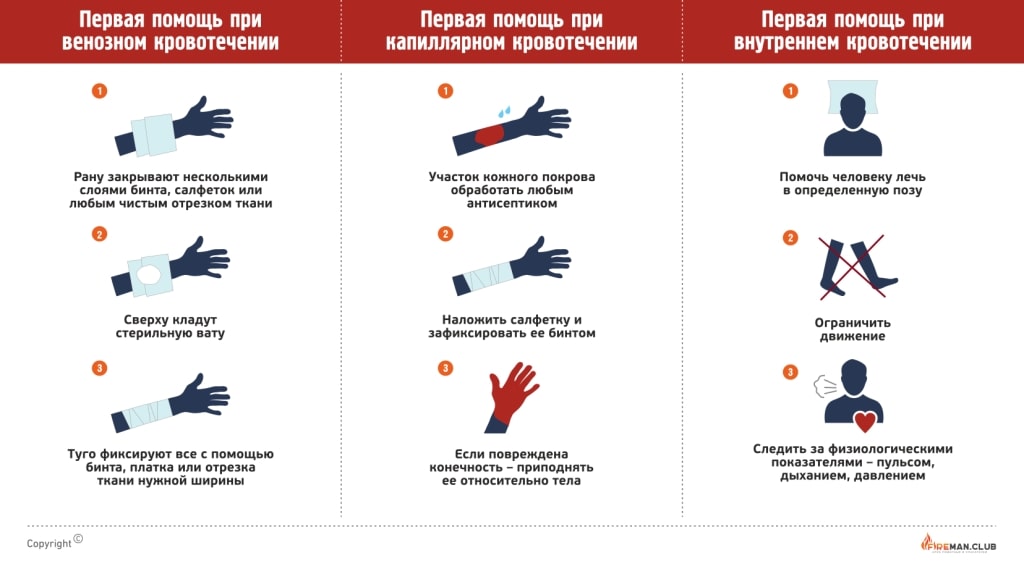 Первая помощь при
венозном кровотечении
1
Рану закрывают несколькими
слоями бинта, салфеток или
любым чистым отрезком ткани
2
Сверху кладут
стерильную вату
3
Туго фиксируют все с помощью
бинта, платка или отрезка
ткани нужной ширины
Первая помощь при
капиллярном кровотечении
1
Участок кожного покрова
обработать любым
антисептиком
2
Наложить салфетку и
зафиксировать ее бинтом
3
Если повреждена
конечность – приподнять
ее относительно тела
Первая помощь при
внутреннем кровотечении
1
Помочь человеку лечь
в определенную позу
2
Ограничить
движение
3
Следить за физиологическими
показателями – пульсом,
дыханием, давлением
Copyright ©
FIREMAN.CLUB